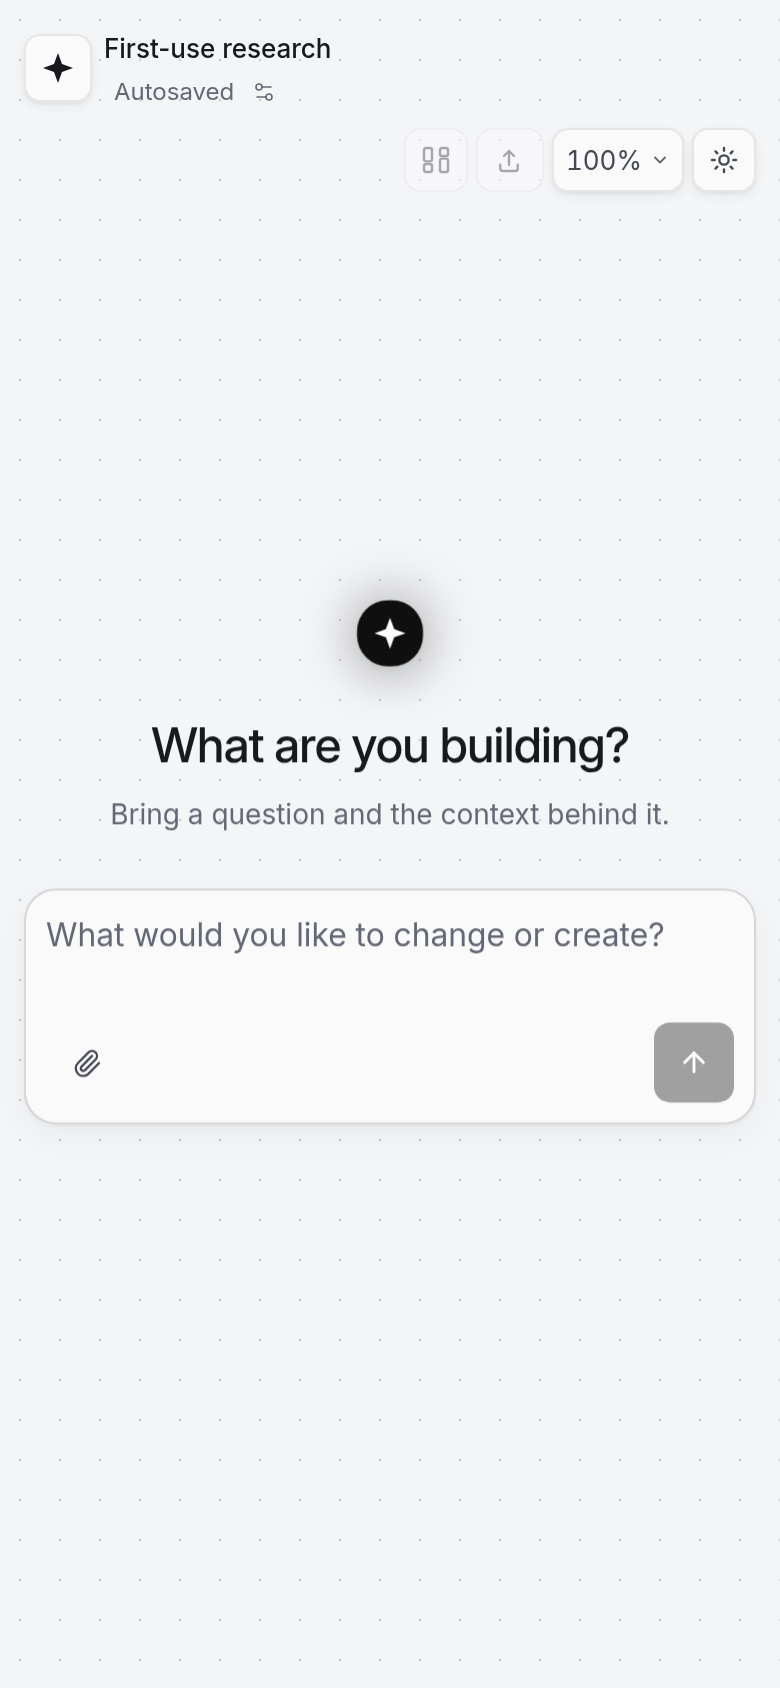 First-use research
Autosaved
100%
What are you building?
Bring a question and the context behind it.
What would you like to change or create?